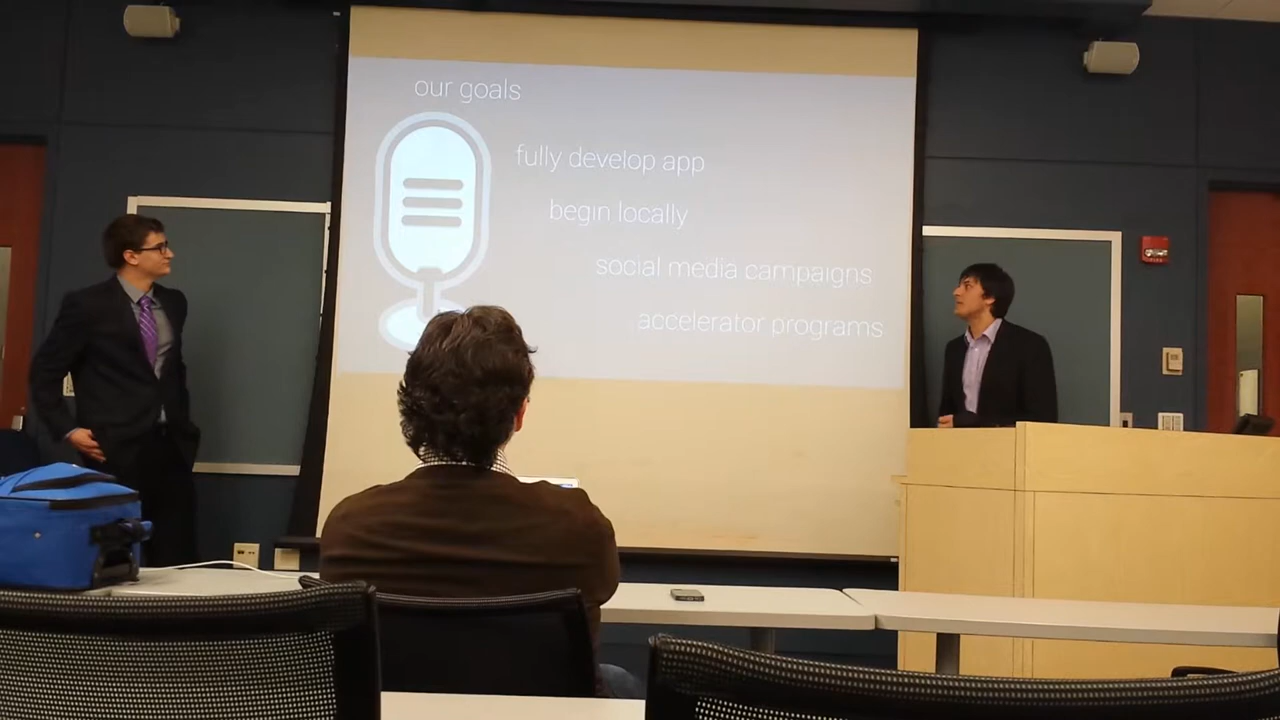 our goals
fully develop app
begin locally
social media campaigns
accelerator programs